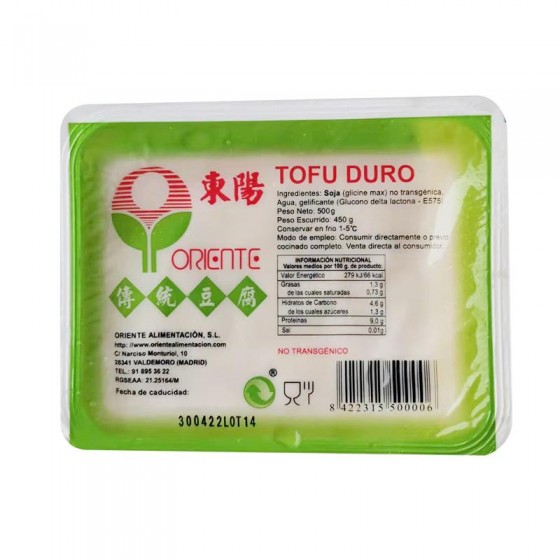 東陽
ORIENTE
傳統豆腐
TOFU DURO
Ingredientes: Soja (glicine max) no transgénica,
Agua, gelificante (Glucono delta lactona - E575)
Peso Neto: 500g
Peso Escurrido: 450 g
Conservar en frio 1-5ºC
Modo de empleo: Consumir directamente o previo
cocinado completo. Venta directa al consumidor
INFORMACIÓN NUTRICIONAL
Valores medios por 100 g. de producto:
Valor Energético 279 kJ/66 kcal
Grasas 1,3 g
de las cuales saturadas 0,73 g
Hidratos de Carbono 4,6 g
de los cuales azúcares 1,3 g
Proteinas 9,0 g
Sal 0,01g
NO TRANSGÉNICO
ORIENTE ALIMENTACIÓN, S.L.
http://www.orientealimentacion.com
C/ Narciso Monturiol, 10
28341 VALDEMORO (MADRID)
TEL.: 91 895 36 22
RGSEAA: 21.25164/M
Fecha de caducidad:
300422LOT14
®
8 422315 500006